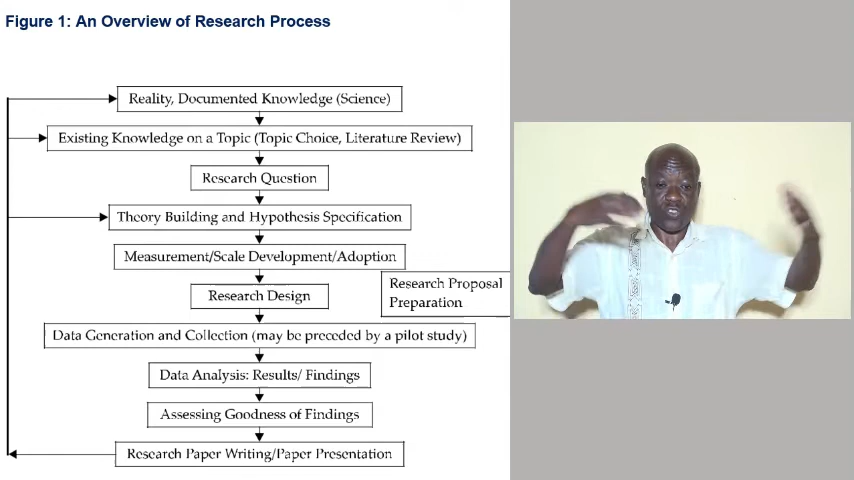 Figure 1: An Overview of Research Process
Reality, Documented Knowledge (Science)
Existing Knowledge on a Topic (Topic Choice, Literature Review)
Research Question
Theory Building and Hypothesis Specification
Measurement/Scale Development/Adoption
Research Proposal
Preparation
Research Design
Data Generation and Collection (may be preceded by a pilot study)
Data Analysis: Results/ Findings
Assessing Goodness of Findings
Research Paper Writing/Paper Presentation